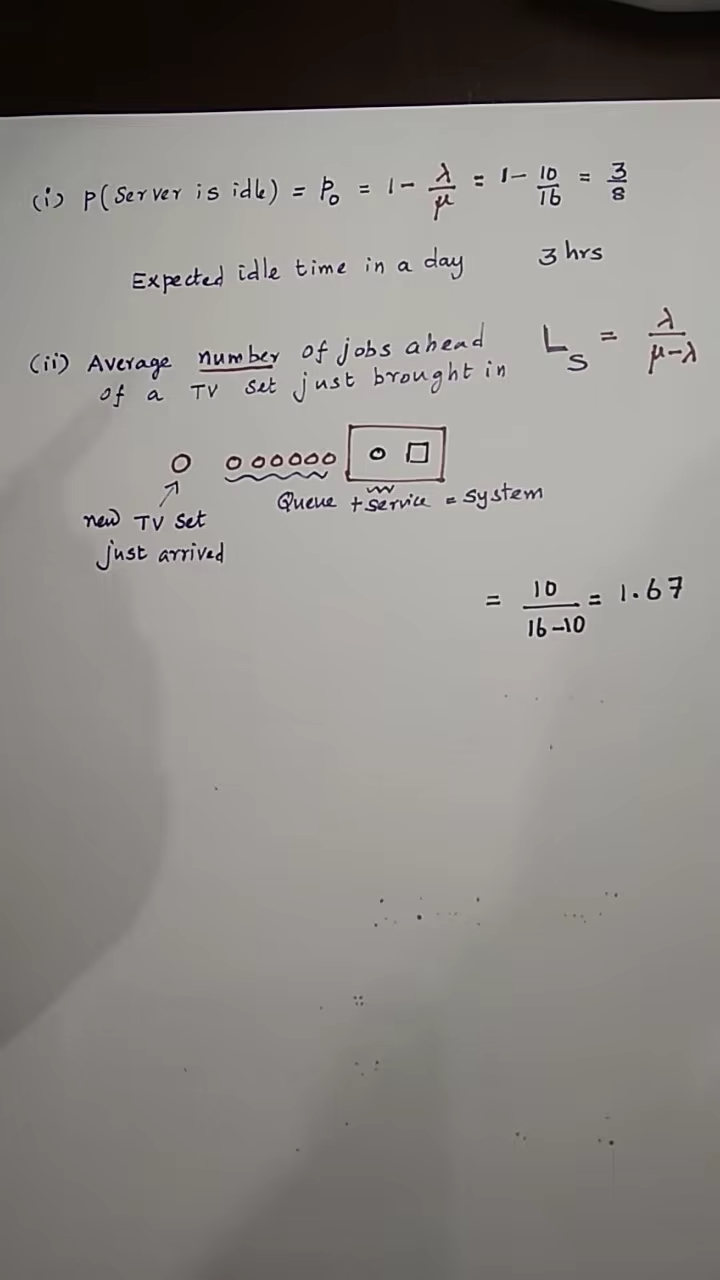 (i) P(Server is idle) = P₀ = 1 - λ/μ = 1 - 10/16 = 3/8
Expected idle time in a day 3 hrs
(ii) Average number of jobs ahead
of a TV set just brought in
L_S = λ/μ-λ
Queue + service = system
new TV set
just arrived
= 10/16-10 = 1.67